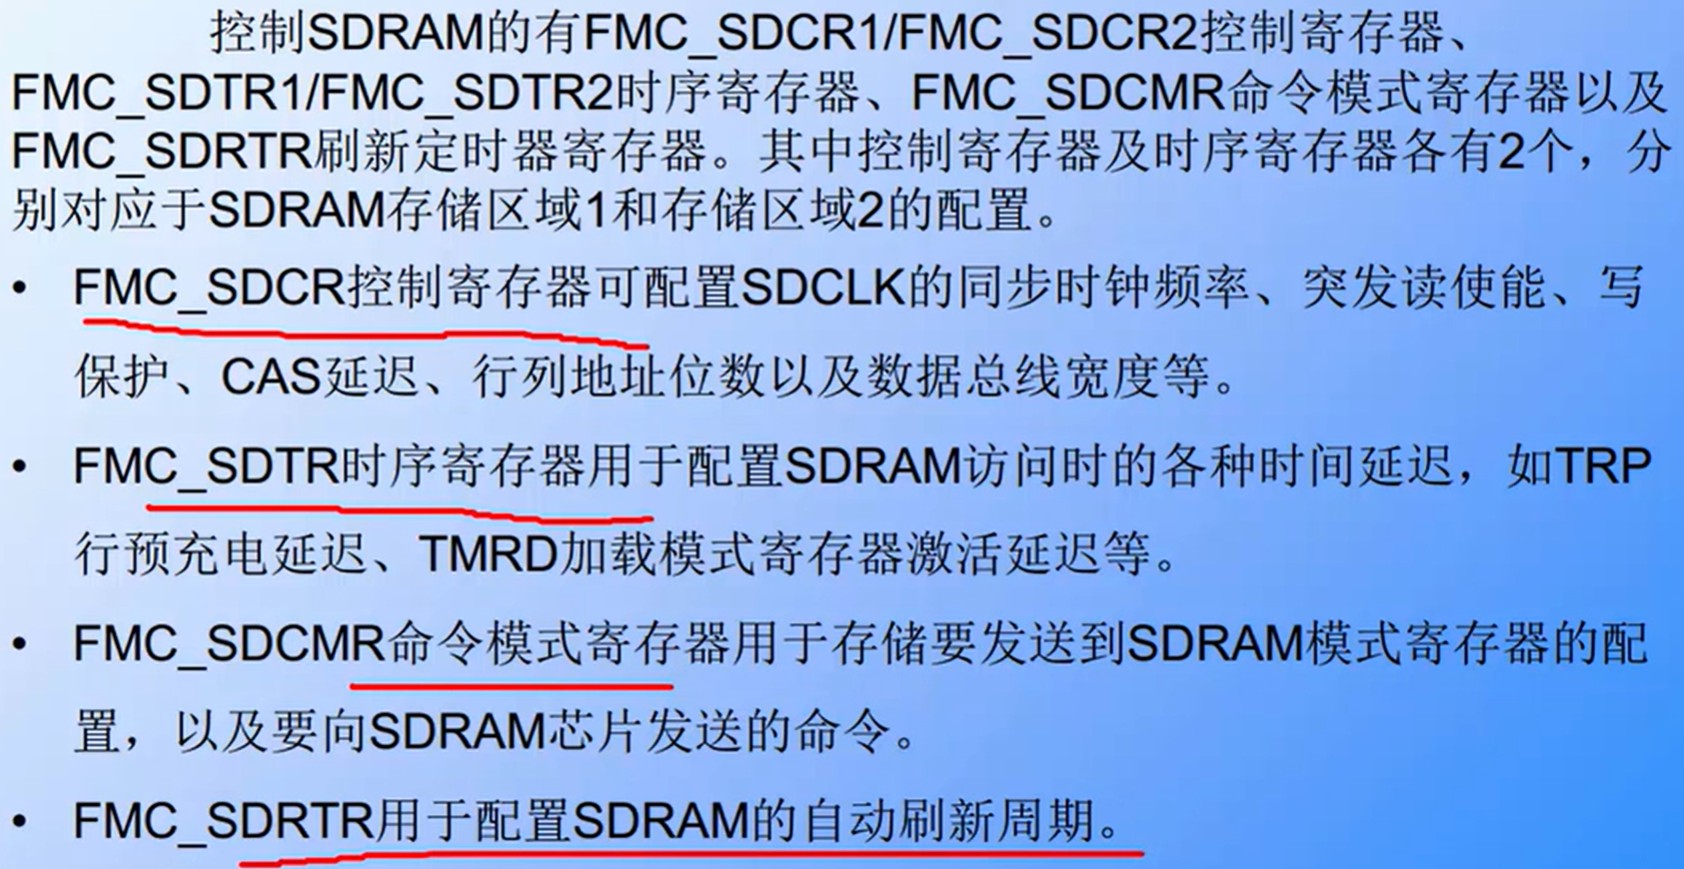 控制SDRAM的有FMC_SDCR1/FMC_SDCR2控制寄存器、
FMC_SDTR1/FMC_SDTR2时序寄存器、FMC_SDCMR命令模式寄存器以及
FMC_SDRTR刷新定时器寄存器。其中控制寄存器及时序寄存器各有2个，分
别对应于SDRAM存储区域1和存储区域2的配置。
• FMC_SDCR控制寄存器可配置SDCLK的同步时钟频率、突发读使能、写
保护、CAS延迟、行列地址位数以及数据总线宽度等。
• FMC_SDTR时序寄存器用于配置SDRAM访问时的各种时间延迟，如TRP
行预充电延迟、TMRD加载模式寄存器激活延迟等。
• FMC_SDCMR命令模式寄存器用于存储要发送到SDRAM模式寄存器的配
置，以及要向SDRAM芯片发送的命令。
• FMC_SDRTR用于配置SDRAM的自动刷新周期。